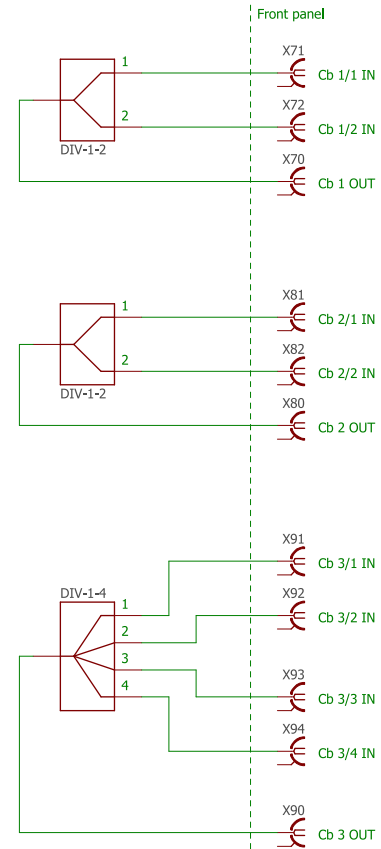 Front panel
X71
1
Cb 1/1 IN
X72
2
Cb 1/2 IN
DIV-1-2
X70
Cb 1 OUT
X81
1
Cb 2/1 IN
X82
2
Cb 2/2 IN
DIV-1-2
X80
Cb 2 OUT
X91
Cb 3/1 IN
DIV-1-4
X92
1
Cb 3/2 IN
2
3
X93
4
Cb 3/3 IN
X94
Cb 3/4 IN
X90
Cb 3 OUT